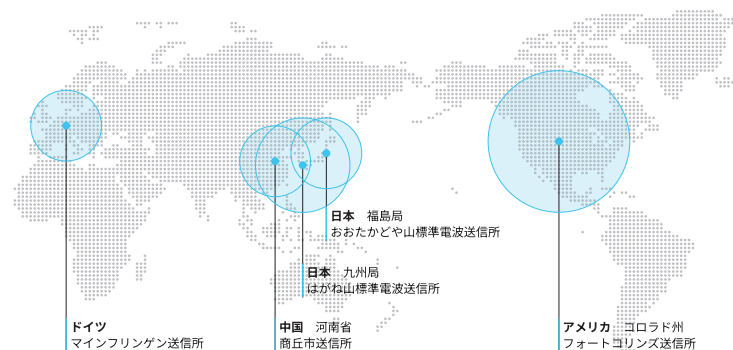 日本 福島局
おおたかどや山標準電波送信所
日本 九州局
はがね山標準電波送信所
ドイツ
マインフリンゲン送信所
中国 河南省
商丘市送信所
アメリカ コロラド州
フォートコリンズ送信所